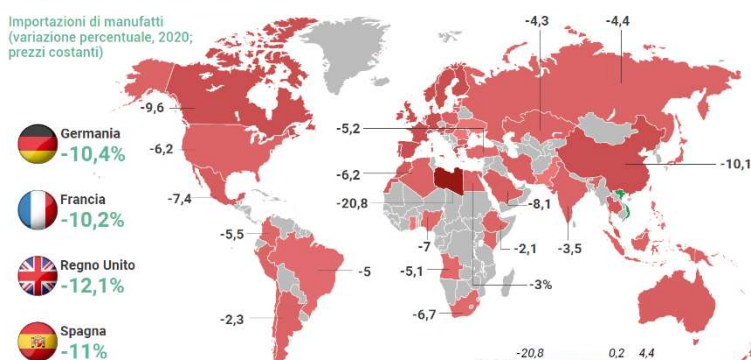 Importazioni di manufatti
(variazione percentuale, 2020;
prezzi costanti)
Germania
-10,4%
Francia
-10,2%
Regno Unito
-12,1%
Spagna
-11%
-4,3
-4,4
-9,6
-5,2
-6,2
-6,2
-10,1
-7,4
-20,8
-8,1
-5,5
-7
-2,1
-3,5
-5
-5,1
-3%
-2,3
-6,7
-20,8 0,2 4,4